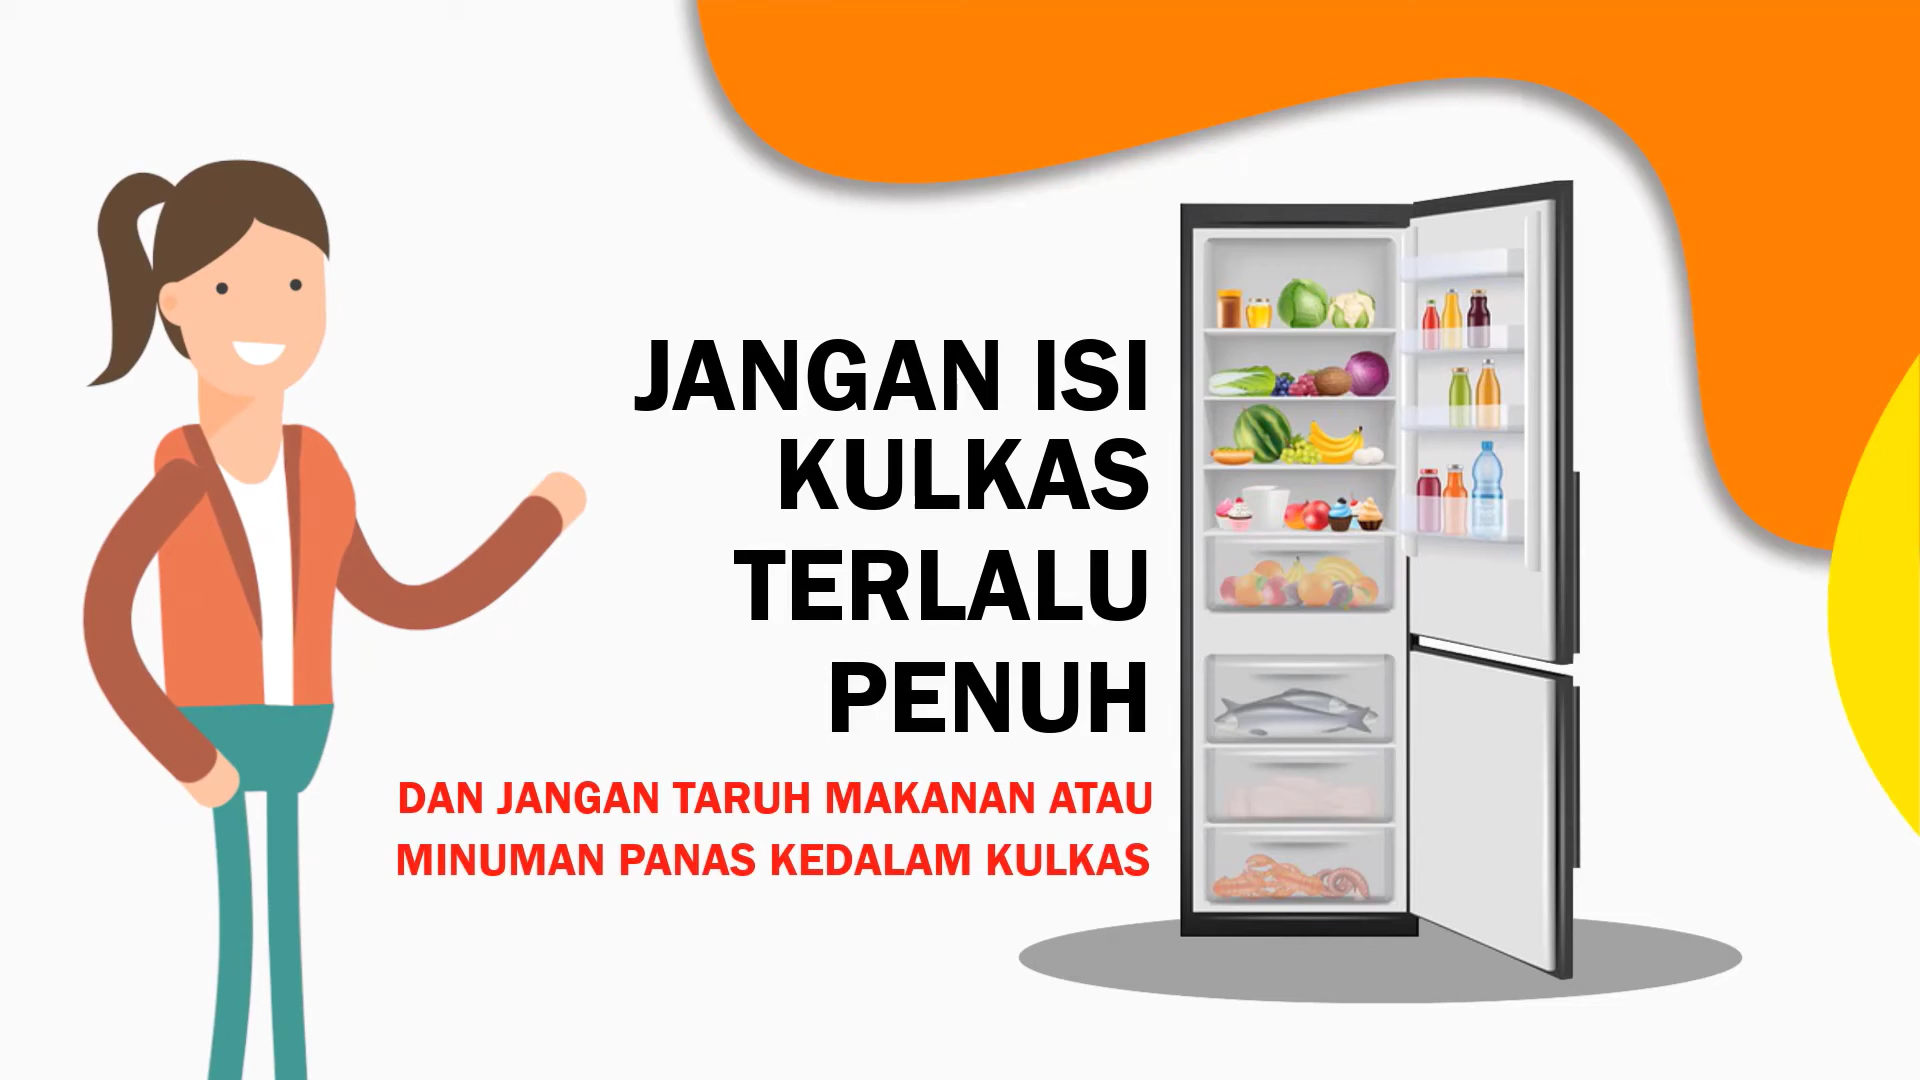 JANGAN ISI
KULKAS
TERLALU
PENUH
DAN JANGAN TARUH MAKANAN ATAU
MINUMAN PANAS KEDALAM KULKAS